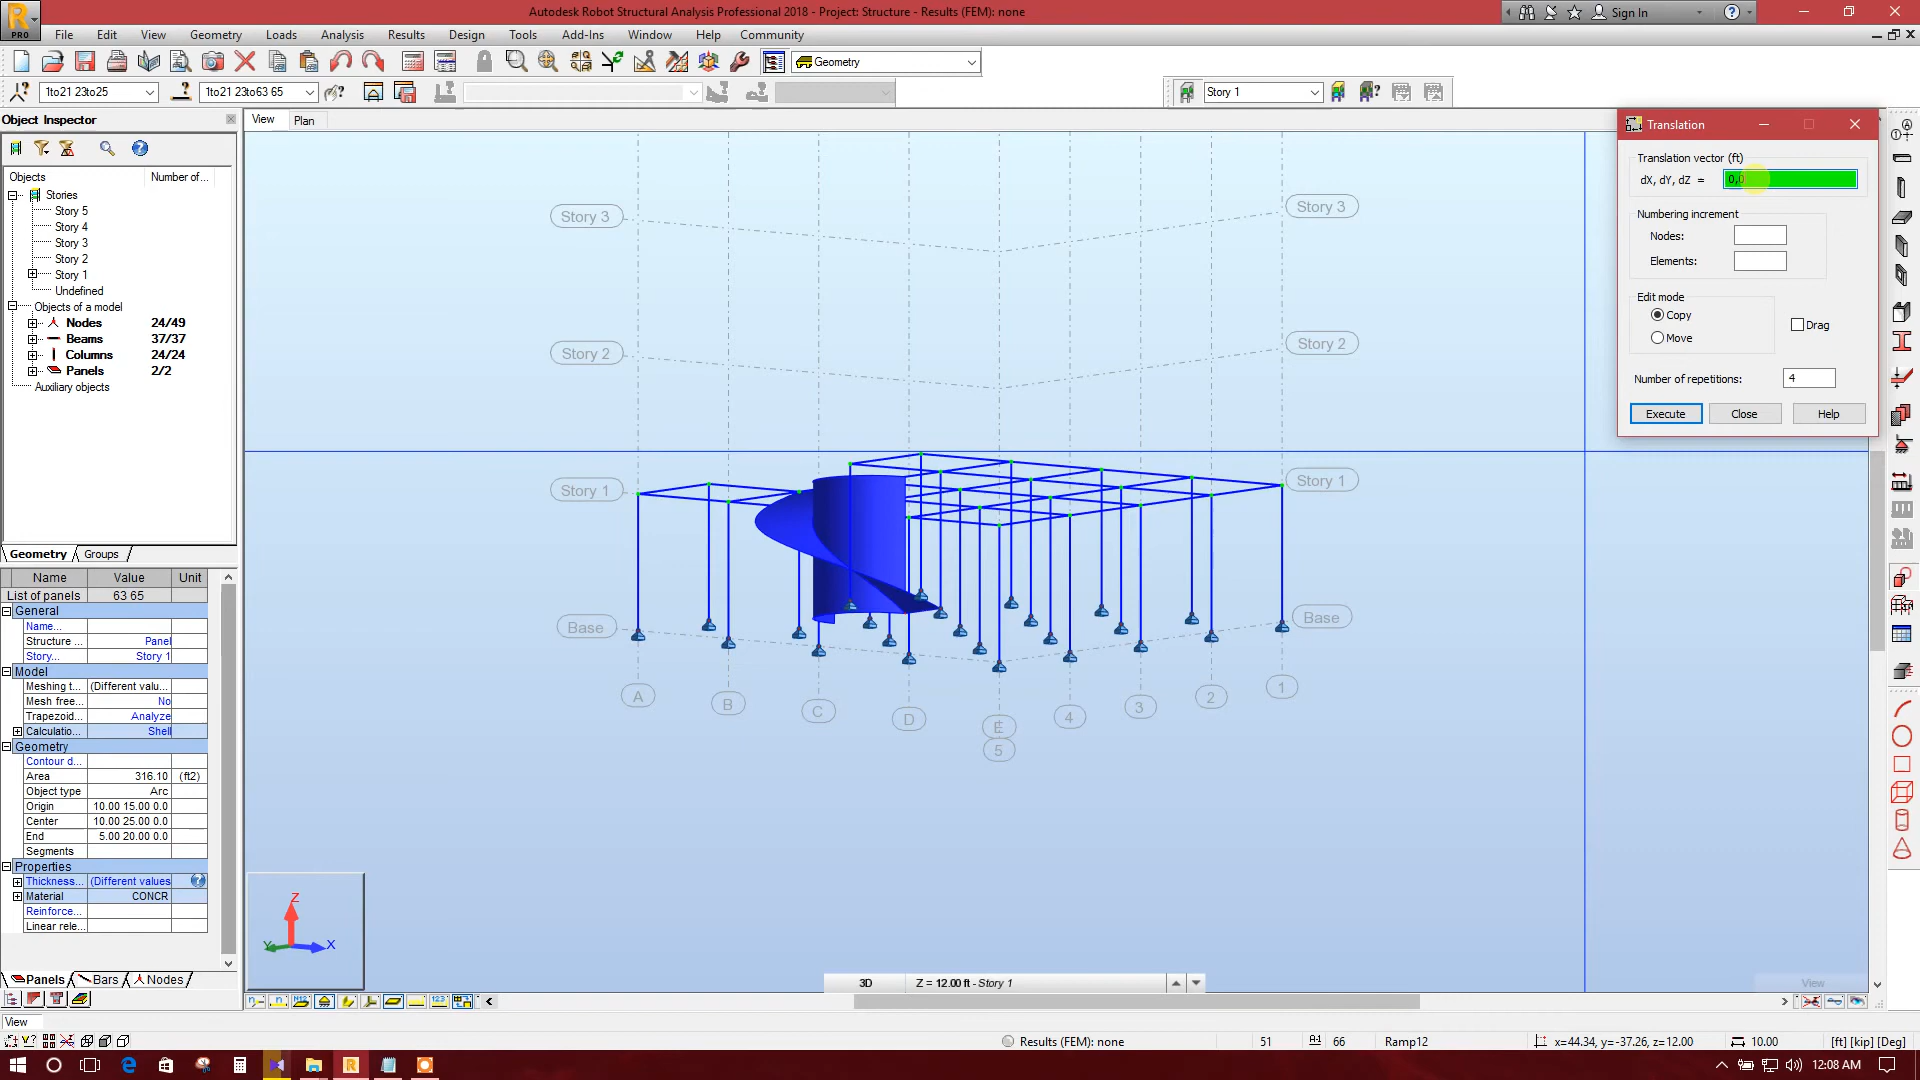 Autodesk Robot Structural Analysis Professional 2018 - Project: Structure - Results (FEM): none
Sign In
PRO
File Edit View Geometry Loads Analysis Results Design Tools Add-Ins Window Help Community
Geometry
1to21 23to25
1to21 23to63 65
Story 1
Object Inspector
View
Plan
Objects Number of...
Stories
Story 5
Story 4
Story 3
Story 2
Story 1
Undefined
Objects of a model
Nodes 24/49
Beams 37/37
Columns 24/24
Panels 2/2
Auxiliary objects
Geometry Groups
Name Value Unit
List of panels 63 65
General
Name...
Structure ... Panel
Story... Story 1
Model
Meshing t... (Different valu...
Mesh free... No
Trapezoid... Analyze
Calculatio... Shell
Geometry
Contour d...
Area 316.10 (ft2)
Object type Arc
Origin 10.00 15.00 0.0
Center 10.00 25.00 0.0
End 5.00 20.00 0.0
Segments
Properties
Thickness... (Different values
Material CONCR
Reinforce...
Linear rele...
Panels Bars Nodes
View
Story 3 Story 3
Story 2 Story 2
Story 1 Story 1
Base Base
A B C D E 5 4 3 2 1
Z
Y X
3D Z = 12.00 ft - Story 1
View
Translation
Translation vector (ft)
dX, dY, dZ = 0,0
Numbering increment
Nodes:
Elements:
Edit mode
Copy
Drag
Move
Number of repetitions: 4
Execute Close Help
Results (FEM): none 51 66 Ramp12 x=44.34, y=-37.26, z=12.00 10.00 [ft] [kip] [Deg]
12:08 AM